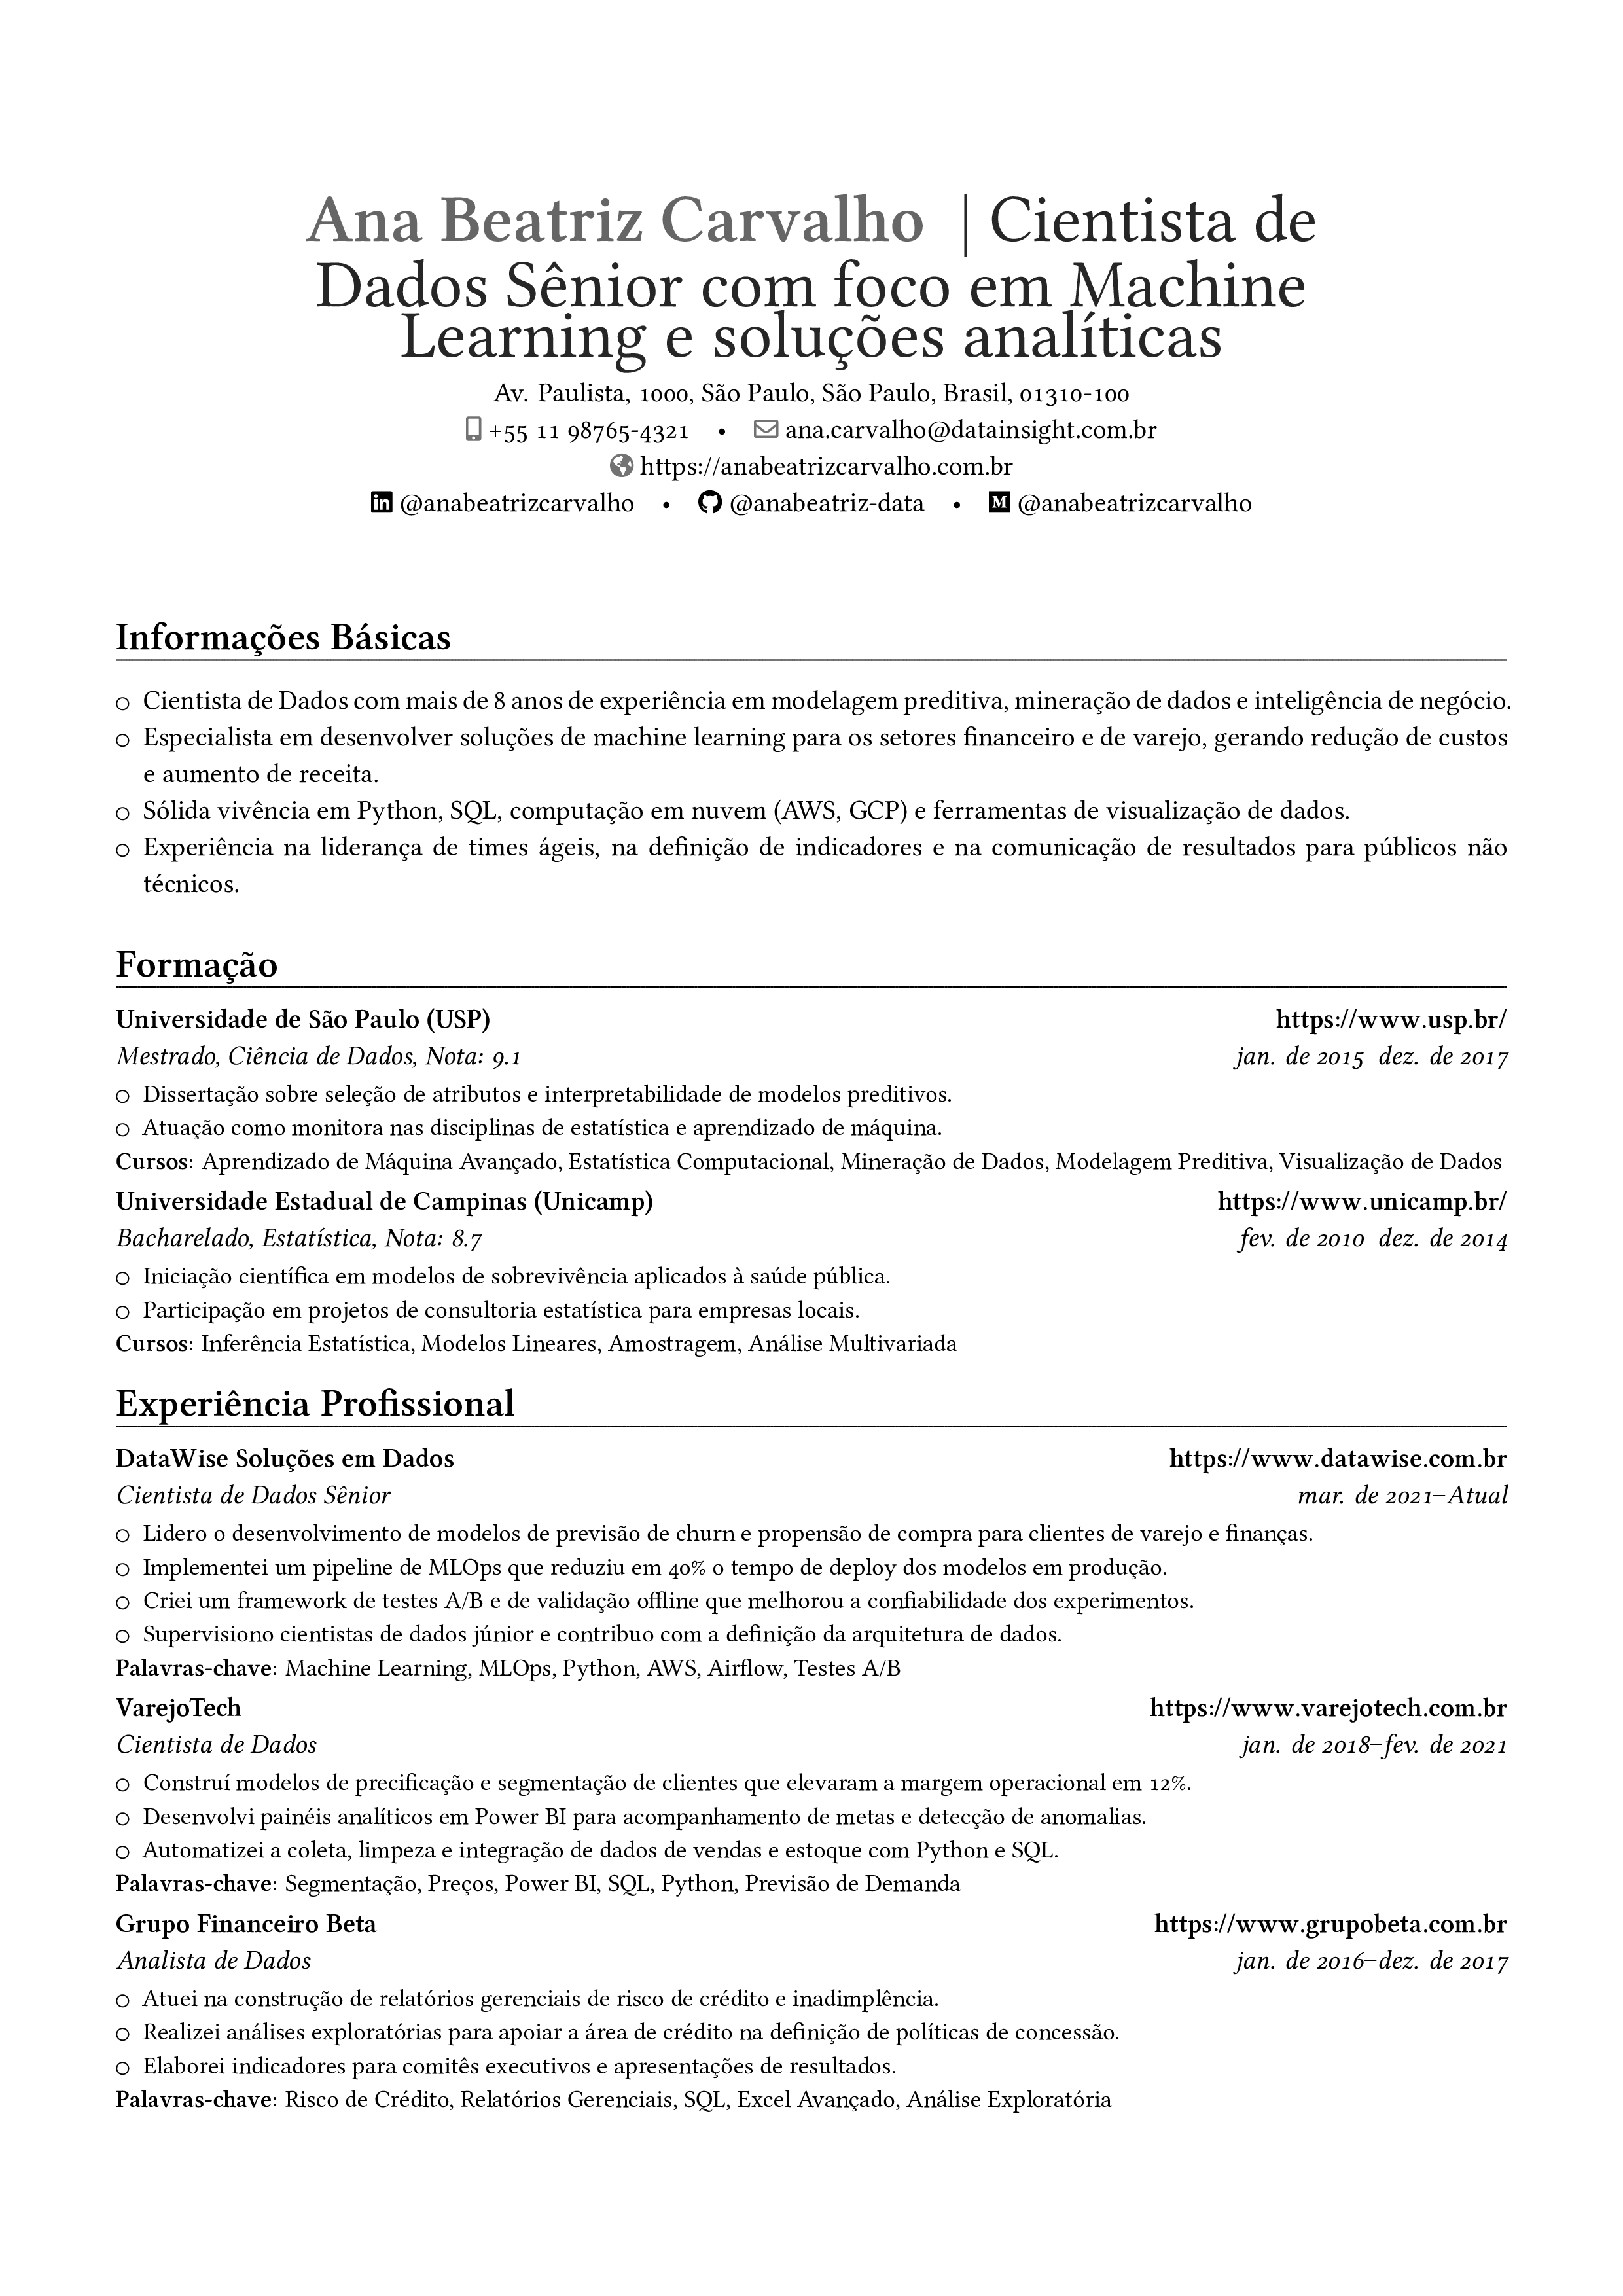 Ana Beatriz Carvalho | Cientista de
Dados Sênior com foco em Machine
Learning e soluções analíticas
Av. Paulista, 1000, São Paulo, São Paulo, Brasil, 01310-100
+55 11 98765-4321 • ana.carvalho@datainsight.com.br
https://anabeatrizcarvalho.com.br
@anabeatrizcarvalho • @anabeatriz-data • @anabeatrizcarvalho
Informações Básicas
Cientista de Dados com mais de 8 anos de experiência em modelagem preditiva, mineração de dados e inteligência de negócio.
Especialista em desenvolver soluções de machine learning para os setores financeiro e de varejo, gerando redução de custos
e aumento de receita.
Sólida vivência em Python, SQL, computação em nuvem (AWS, GCP) e ferramentas de visualização de dados.
Experiência na liderança de times ágeis, na definição de indicadores e na comunicação de resultados para públicos não
técnicos.
Formação
Universidade de São Paulo (USP) https://www.usp.br/
Mestrado, Ciência de Dados, Nota: 9.1 jan. de 2015–dez. de 2017
Dissertação sobre seleção de atributos e interpretabilidade de modelos preditivos.
Atuação como monitora nas disciplinas de estatística e aprendizado de máquina.
Cursos: Aprendizado de Máquina Avançado, Estatística Computacional, Mineração de Dados, Modelagem Preditiva, Visualização de Dados
Universidade Estadual de Campinas (Unicamp) https://www.unicamp.br/
Bacharelado, Estatística, Nota: 8.7 fev. de 2010–dez. de 2014
Iniciação científica em modelos de sobrevivência aplicados à saúde pública.
Participação em projetos de consultoria estatística para empresas locais.
Cursos: Inferência Estatística, Modelos Lineares, Amostragem, Análise Multivariada
Experiência Profissional
DataWise Soluções em Dados https://www.datawise.com.br
Cientista de Dados Sênior mar. de 2021–Atual
Lidero o desenvolvimento de modelos de previsão de churn e propensão de compra para clientes de varejo e finanças.
Implementei um pipeline de MLOps que reduziu em 40% o tempo de deploy dos modelos em produção.
Criei um framework de testes A/B e de validação offline que melhorou a confiabilidade dos experimentos.
Supervisiono cientistas de dados júnior e contribuo com a definição da arquitetura de dados.
Palavras-chave: Machine Learning, MLOps, Python, AWS, Airflow, Testes A/B
VarejoTech https://www.varejotech.com.br
Cientista de Dados jan. de 2018–fev. de 2021
Construí modelos de precificação e segmentação de clientes que elevaram a margem operacional em 12%.
Desenvolvi painéis analíticos em Power BI para acompanhamento de metas e detecção de anomalias.
Automatizei a coleta, limpeza e integração de dados de vendas e estoque com Python e SQL.
Palavras-chave: Segmentação, Preços, Power BI, SQL, Python, Previsão de Demanda
Grupo Financeiro Beta https://www.grupobeta.com.br
Analista de Dados jan. de 2016–dez. de 2017
Atuei na construção de relatórios gerenciais de risco de crédito e inadimplência.
Realizei análises exploratórias para apoiar a área de crédito na definição de políticas de concessão.
Elaborei indicadores para comitês executivos e apresentações de resultados.
Palavras-chave: Risco de Crédito, Relatórios Gerenciais, SQL, Excel Avançado, Análise Exploratória